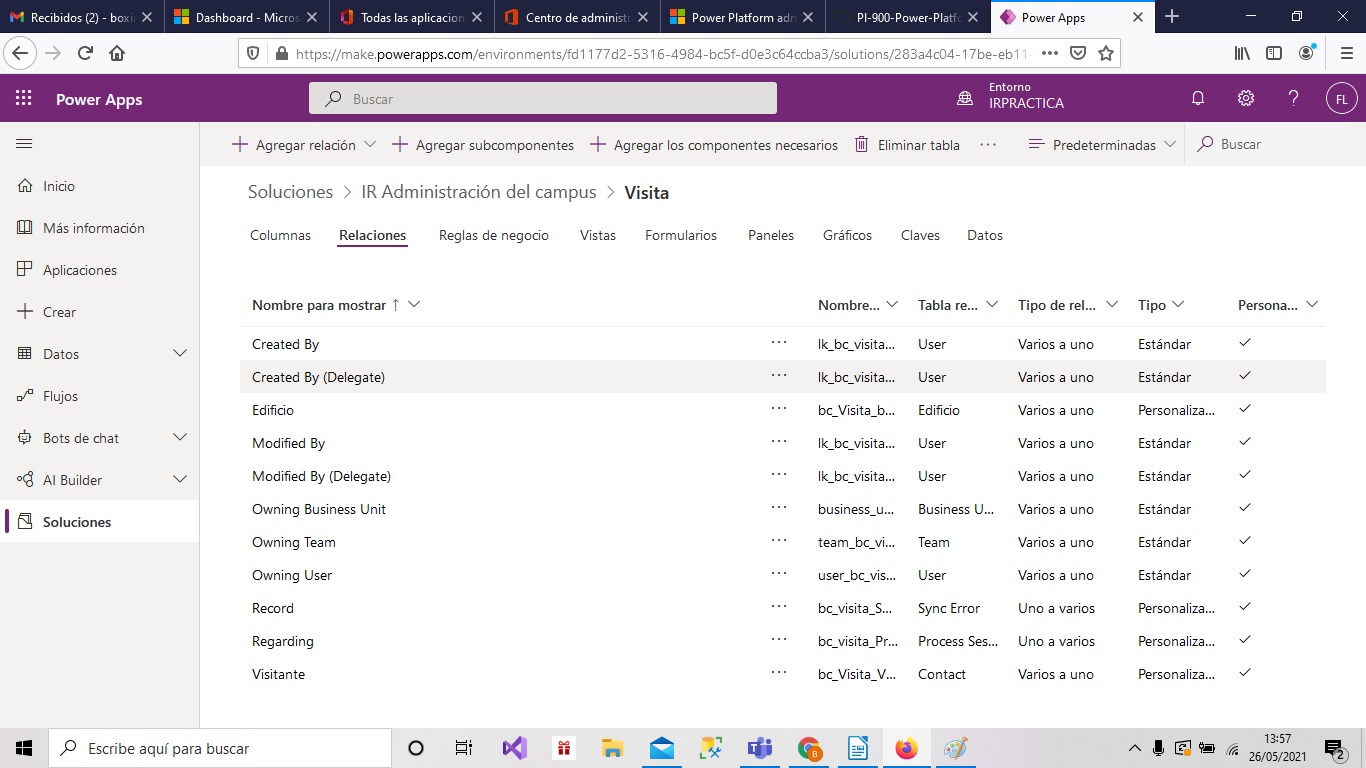 Recibidos (2) - boxi
Dashboard - Micros
Todas las aplicacion
Centro de administr
Power Platform adm
PI-900-Power-Platf
Power Apps
https://make.powerapps.com/environments/fd1177d2-5316-4984-bc5f-d0e3c64ccba3/solutions/283a4c04-17be-eb11-
Power Apps
Buscar
Entorno
IRPRACTICA
FL
Agregar relación
Agregar subcomponentes
Agregar los componentes necesarios
Eliminar tabla
Predeterminadas
Buscar
Inicio
Más información
Aplicaciones
Crear
Datos
Flujos
Bots de chat
AI Builder
Soluciones
Soluciones > IR Administración del campus > Visita
Columnas Relaciones Reglas de negocio Vistas Formularios Paneles Gráficos Claves Datos
Nombre para mostrar ↑ Nombre... Tabla re... Tipo de rel... Tipo Persona...
Created By ··· lk_bc_visita... User Varios a uno Estándar
Created By (Delegate) ··· lk_bc_visita... User Varios a uno Estándar
Edificio ··· bc_Visita_b... Edificio Varios a uno Personaliza...
Modified By ··· lk_bc_visita... User Varios a uno Estándar
Modified By (Delegate) ··· lk_bc_visita... User Varios a uno Estándar
Owning Business Unit ··· business_u... Business U... Varios a uno Estándar
Owning Team ··· team_bc_vi... Team Varios a uno Estándar
Owning User ··· user_bc_vis... User Varios a uno Estándar
Record ··· bc_visita_S... Sync Error Uno a varios Personaliza...
Regarding ··· bc_visita_Pr... Process Ses... Uno a varios Personaliza...
Visitante ··· bc_Visita_V... Contact Varios a uno Personaliza...
Escribe aquí para buscar
B
13:57
26/05/2021
2